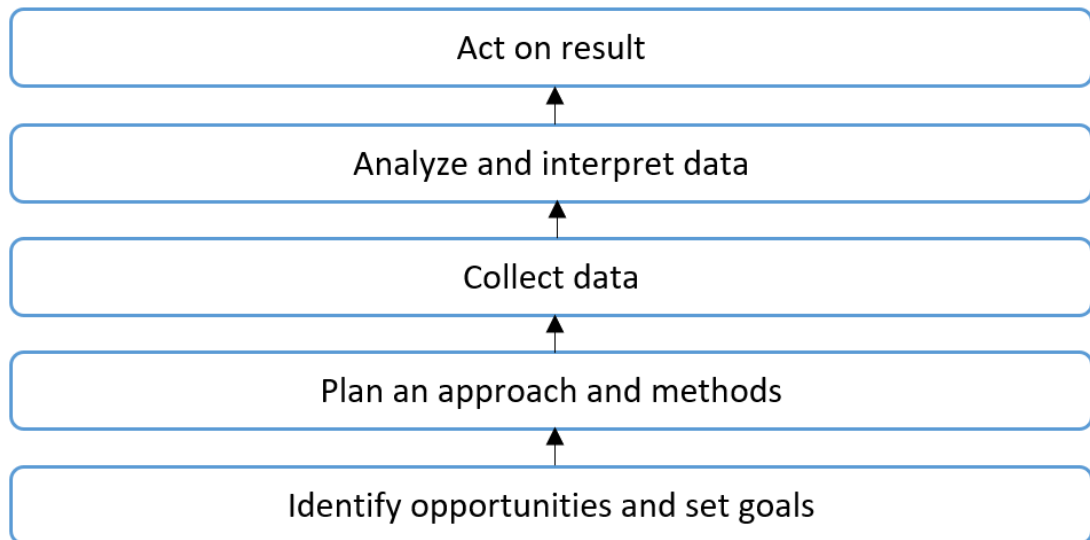 Act on result
Analyze and interpret data
Collect data
Plan an approach and methods
Identify opportunities and set goals